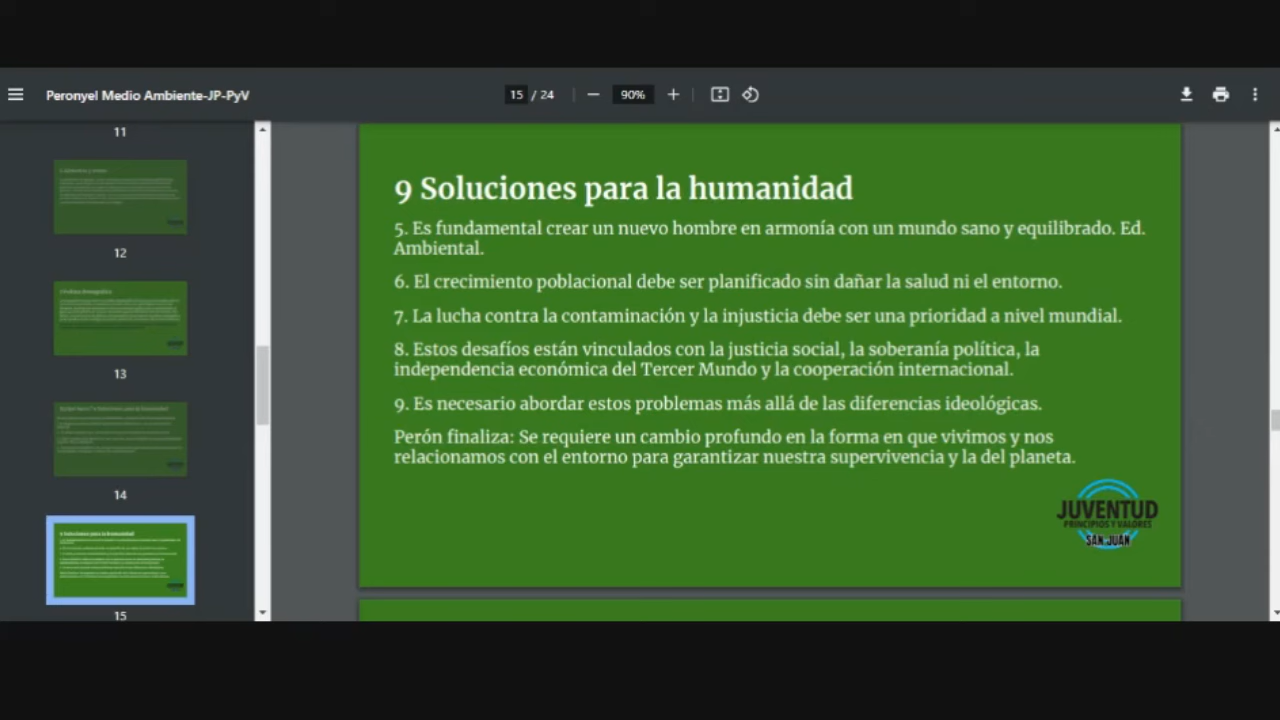 Peronyel Medio Ambiente-JP-PyV
15 / 24
90%
11
12
13
14
15
9 Soluciones para la humanidad
5. Es fundamental crear un nuevo hombre en armonía con un mundo sano y equilibrado. Ed.
Ambiental.
6. El crecimiento poblacional debe ser planificado sin dañar la salud ni el entorno.
7. La lucha contra la contaminación y la injusticia debe ser una prioridad a nivel mundial.
8. Estos desafíos están vinculados con la justicia social, la soberanía política, la
independencia económica del Tercer Mundo y la cooperación internacional.
9. Es necesario abordar estos problemas más allá de las diferencias ideológicas.
Perón finaliza: Se requiere un cambio profundo en la forma en que vivimos y nos
relacionamos con el entorno para garantizar nuestra supervivencia y la del planeta.
JUVENTUD
PRINCIPIOS Y VALORES
SAN JUAN